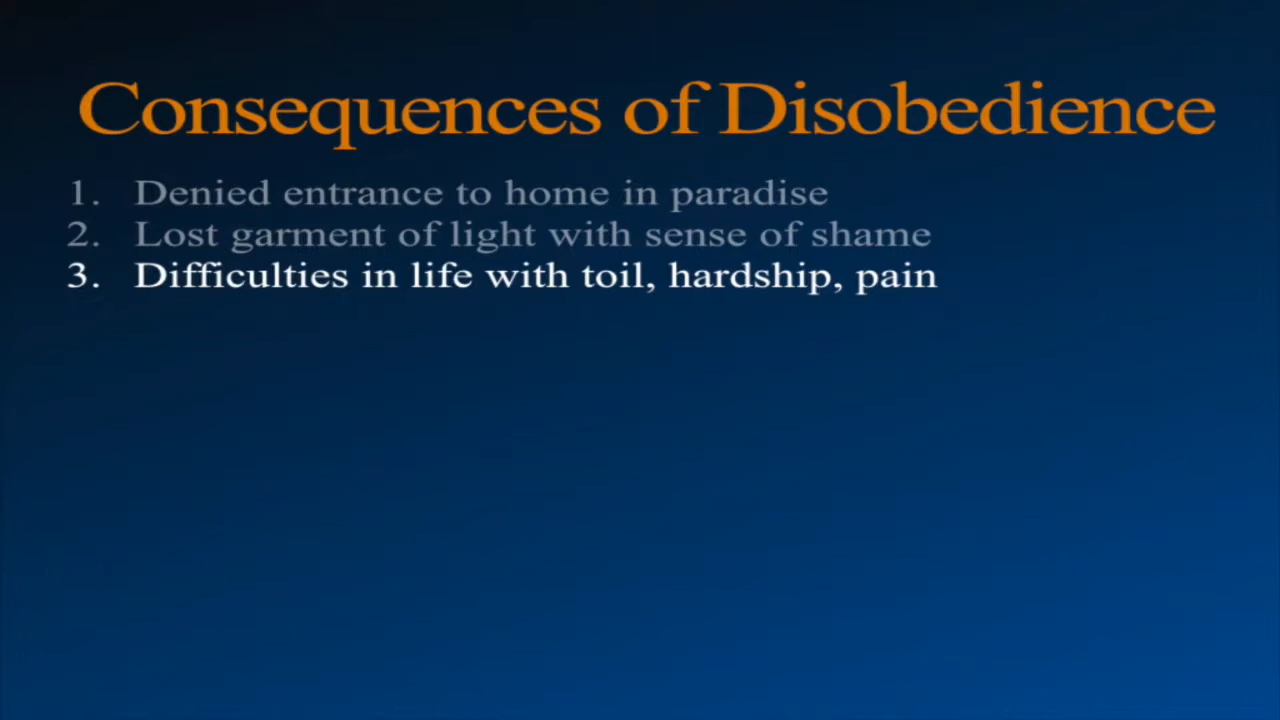 Consequences of Disobedience
1. Denied entrance to home in paradise
2. Lost garment of light with sense of shame
3. Difficulties in life with toil, hardship, pain